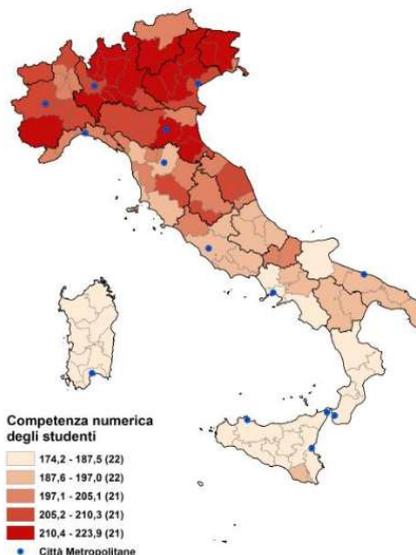 Competenza numerica
degli studenti
174,2 - 187,5 (22)
187,6 - 197,0 (22)
197,1 - 205,1 (21)
205,2 - 210,3 (21)
210,4 - 223,9 (21)
Città Metropolitane